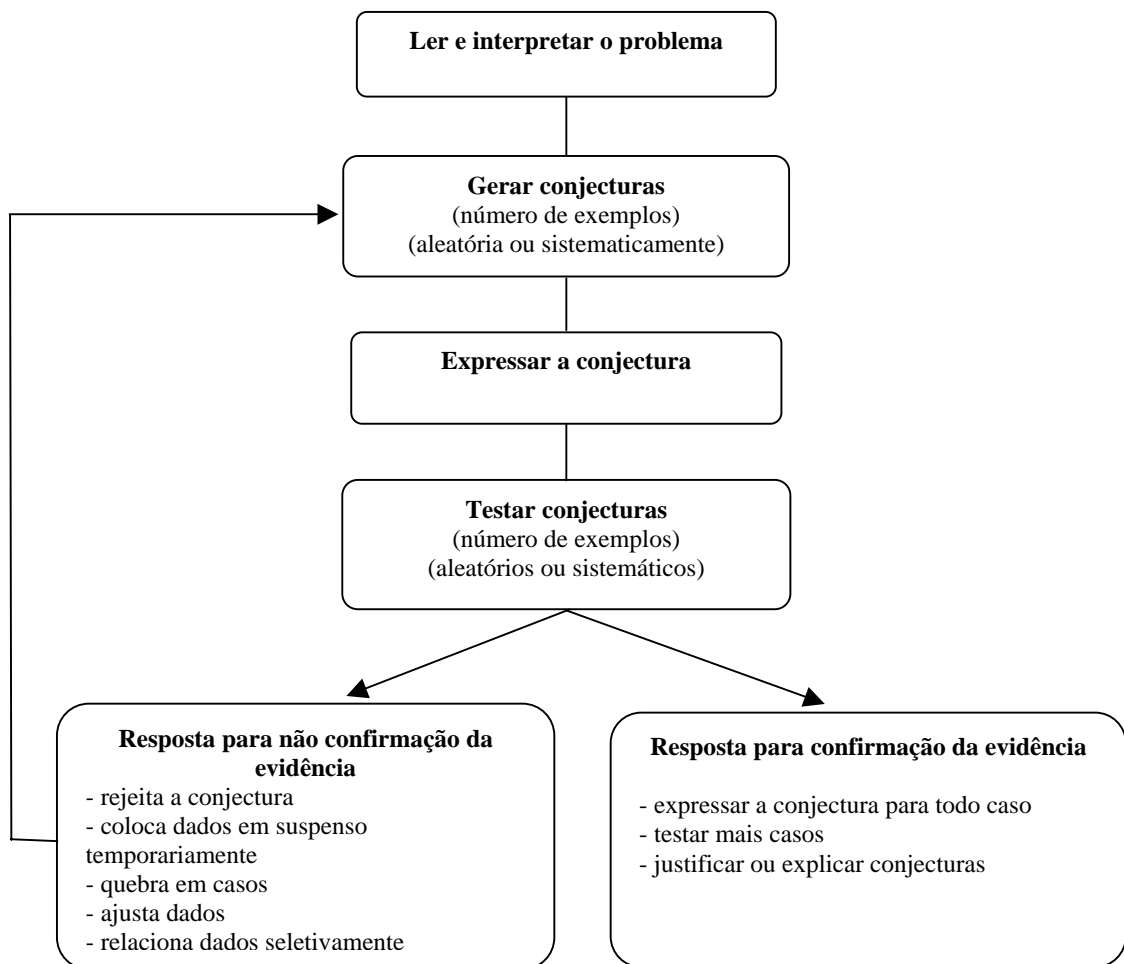 Ler e interpretar o problema
Gerar conjecturas
(número de exemplos)
(aleatória ou sistematicamente)
Expressar a conjectura
Testar conjecturas
(número de exemplos)
(aleatórios ou sistemáticos)
Resposta para não confirmação da
evidência
- rejeita a conjectura
- coloca dados em suspenso
temporariamente
- quebra em casos
- ajusta dados
- relaciona dados seletivamente
Resposta para confirmação da evidência
- expressar a conjectura para todo caso
- testar mais casos
- justificar ou explicar conjecturas